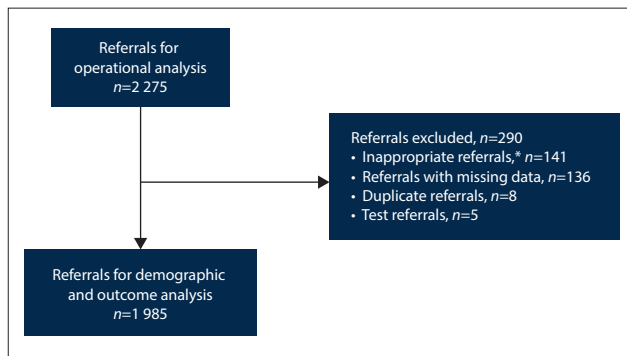 Referrals for
operational analysis
n=2 275
Referrals excluded, n=290
• Inappropriate referrals,* n=141
• Referrals with missing data, n=136
• Duplicate referrals, n=8
• Test referrals, n=5
Referrals for demographic
and outcome analysis
n=1 985